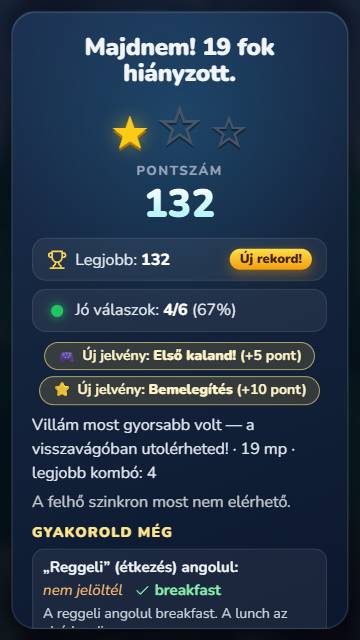 Majdnem! 19 fok
hiányzott.
PONTSZÁM
132
Legjobb: 132 Új rekord!
Jó válaszok: 4/6 (67%)
Új jelvény: Első kaland! (+5 pont)
Új jelvény: Bemelegítés (+10 pont)
Villám most gyorsabb volt — a
visszavágóban utolérheted! · 19 mp ·
legjobb kombó: 4
A felhő szinkron most nem elérhető.
GYAKOROLD MÉG
„Reggeli” (étkezés) angolul:
nem jelöltél ✓ breakfast
A reggeli angolul breakfast. A lunch az